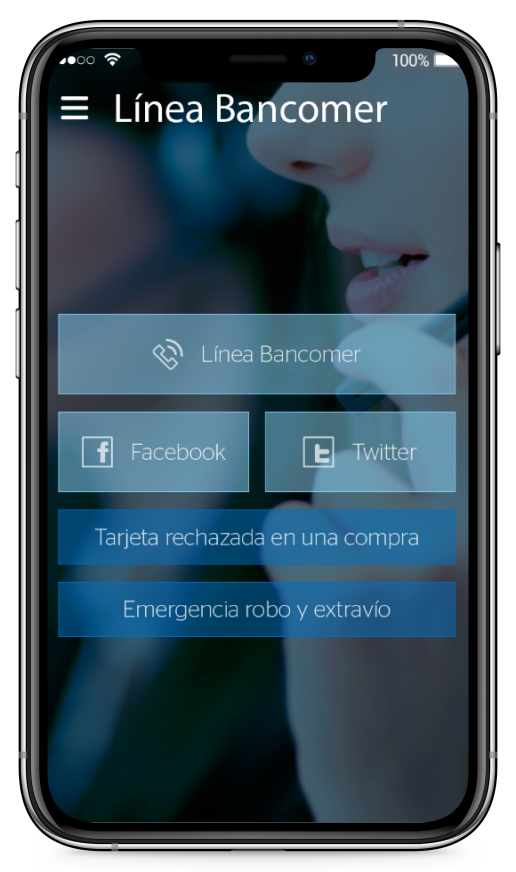 100%
Línea Bancomer
Línea Bancomer
Facebook
Twitter
Tarjeta rechazada en una compra
Emergencia robo y extravío